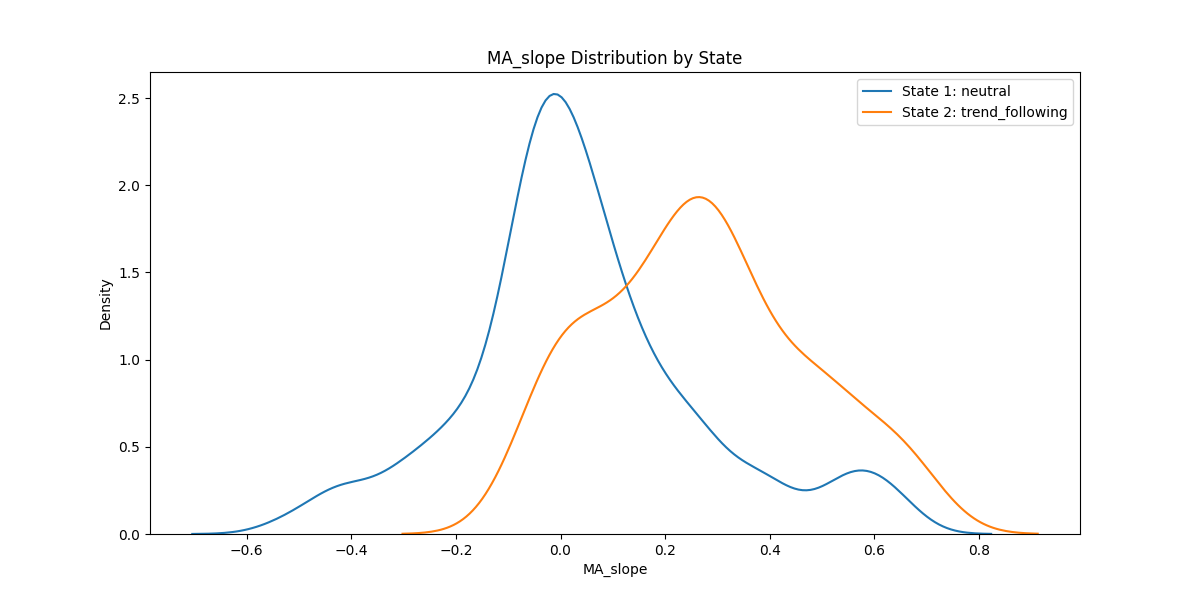 MA_slope Distribution by State
State 1: neutral
State 2: trend_following
Density
2.5
2.0
1.5
1.0
0.5
0.0
−0.6
−0.4
−0.2
0.0
0.2
0.4
0.6
0.8
MA_slope